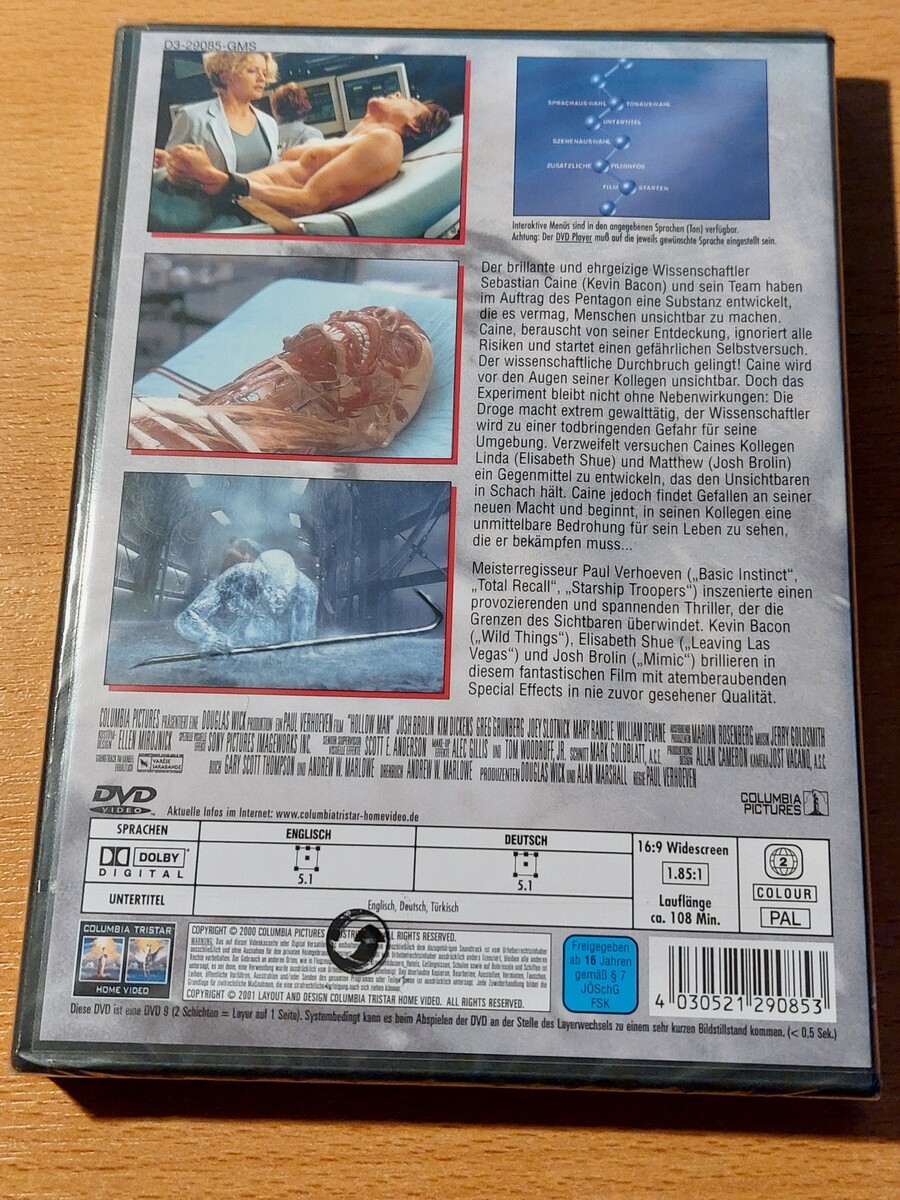 D3-29085-GMS
SPRACHAUSWAHL TONAUSWAHL
UNTERTITEL
SZENENAUSWAHL
ZUSÄTZLICHE FILMINFOS
FILM STARTEN
Interaktive Menüs sind in den angegebenen Sprachen (Ton) verfügbar.
Achtung: Der DVD Player muß auf die jeweils gewünschte Sprache eingestellt sein.
Der brillante und ehrgeizige Wissenschaftler
Sebastian Caine (Kevin Bacon) und sein Team haben
im Auftrag des Pentagon eine Substanz entwickelt,
die es vermag, Menschen unsichtbar zu machen.
Caine, berauscht von seiner Entdeckung, ignoriert alle
Risiken und startet einen gefährlichen Selbstversuch.
Der wissenschaftliche Durchbruch gelingt! Caine wird
vor den Augen seiner Kollegen unsichtbar. Doch das
Experiment bleibt nicht ohne Nebenwirkungen: Die
Droge macht extrem gewalttätig, der Wissenschaftler
wird zu einer todbringenden Gefahr für seine
Umgebung. Verzweifelt versuchen Caines Kollegen
Linda (Elisabeth Shue) und Matthew (Josh Brolin)
ein Gegenmittel zu entwickeln, das den Unsichtbaren
in Schach hält. Caine jedoch findet Gefallen an seiner
neuen Macht und beginnt, in seinen Kollegen eine
unmittelbare Bedrohung für sein Leben zu sehen,
die er bekämpfen muss...
Meisterregisseur Paul Verhoeven („Basic Instinct“,
„Total Recall“, „Starship Troopers“) inszenierte einen
provozierenden und spannenden Thriller, der die
Grenzen des Sichtbaren überwindet. Kevin Bacon
(„Wild Things“), Elisabeth Shue („Leaving Las
Vegas“) und Josh Brolin („Mimic“) brillieren in
diesem fantastischen Film mit atemberaubenden
Special Effects in nie zuvor gesehener Qualität.
COLUMBIA PICTURES PRÄSENTIERT EINE DOUGLAS WICK PRODUKTION EIN PAUL VERHOEVEN FILM "HOLLOW MAN" JOSH BROLIN KIM DICKENS GREG GRUNBERG JOEY SLOTNICK MARY RANDLE WILLIAM DEVANE MARION ROSENBERG MUSIK JERRY GOLDSMITH
DESIGN ELLEN MIROJNICK SPEZIELLE VISUELLE EFFEKTE SONY PICTURES IMAGEWORKS INC. SCOTT E. ANDERSON ALEC GILLIS UND TOM WOODRUFF, JR. SCHNITT MARK GOLDBLATT, A.C.E. DESIGN ALLAN CAMERON KAMERA JOST VACANO, A.S.C.
VARÈSE SARABANDE BUCH GARY SCOTT THOMPSON UND ANDREW W. MARLOWE DREHBUCH ANDREW W. MARLOWE PRODUZENTEN DOUGLAS WICK UND ALAN MARSHALL REGIE PAUL VERHOEVEN
DVD
VIDEO
Aktuelle Infos im Internet: www.columbiatristar-homevideo.de
COLUMBIA
PICTURES
SPRACHEN ENGLISCH DEUTSCH
DOLBY
DIGITAL
5.1 5.1
UNTERTITEL Englisch, Deutsch, Türkisch
16:9 Widescreen
1.85:1
Lauflänge
ca. 108 Min.
2
COLOUR
PAL
COLUMBIA TRISTAR
HOME VIDEO
COPYRIGHT © 2000 COLUMBIA PICTURES ALL RIGHTS RESERVED.
COPYRIGHT © 2001 LAYOUT AND DESIGN COLUMBIA TRISTAR HOME VIDEO. ALL RIGHTS RESERVED.
Freigegeben
ab 16 Jahren
gemäß § 7
JÖSchG
FSK
4 030521 290853
Diese DVD ist eine DVD 9 (2 Schichten = Layer auf 1 Seite). Systembedingt kann es beim Abspielen der DVD an der Stelle des Layerwechsels zu einem sehr kurzen Bildstillstand kommen. (< 0,5 Sek.)